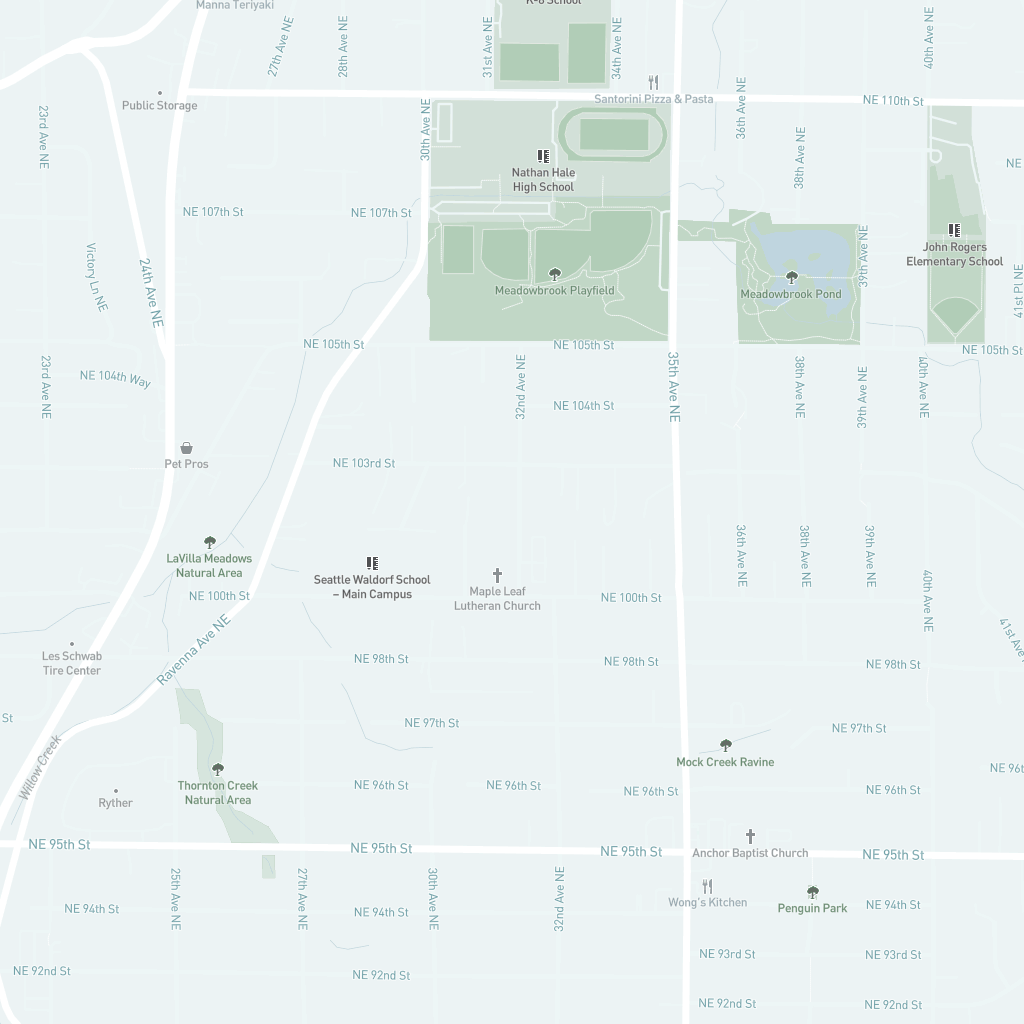 K-8 School
Manna Teriyaki
27th Ave NE
28th Ave NE
31st Ave NE
34th Ave NE
40th Ave NE
Public Storage
Santorini Pizza & Pasta
NE 110th St
23rd Ave NE
30th Ave NE
36th Ave NE
38th Ave NE
NE
Nathan Hale
High School
NE 107th St
NE 107th St
John Rogers
Elementary School
Victory Ln NE
24th Ave NE
39th Ave NE
41st Pl NE
Meadowbrook Playfield
Meadowbrook Pond
NE 105th St
NE 105th St
NE 105th St
23rd Ave NE
NE 104th Way
32nd Ave NE
35th Ave NE
38th Ave NE
39th Ave NE
40th Ave NE
NE 104th St
Pet Pros
NE 103rd St
LaVilla Meadows
Natural Area
36th Ave NE
38th Ave NE
39th Ave NE
40th Ave NE
Seattle Waldorf School
– Main Campus
Maple Leaf
Lutheran Church
NE 100th St
NE 100th St
41st Ave
Ravenna Ave NE
Les Schwab
Tire Center
NE 98th St
NE 98th St
NE 98th St
St
NE 97th St
NE 97th St
Willow Creek
Mock Creek Ravine
NE 96t
Thornton Creek
Natural Area
NE 96th St
NE 96th St
NE 96th St
NE 96th St
Ryther
NE 95th St
NE 95th St
NE 95th St
Anchor Baptist Church
NE 95th St
25th Ave NE
27th Ave NE
30th Ave NE
32nd Ave NE
Wong's Kitchen
Penguin Park
NE 94th St
NE 94th St
NE 94th St
NE 93rd St
NE 93rd St
NE 92nd St
NE 92nd St
NE 92nd St
NE 92nd St